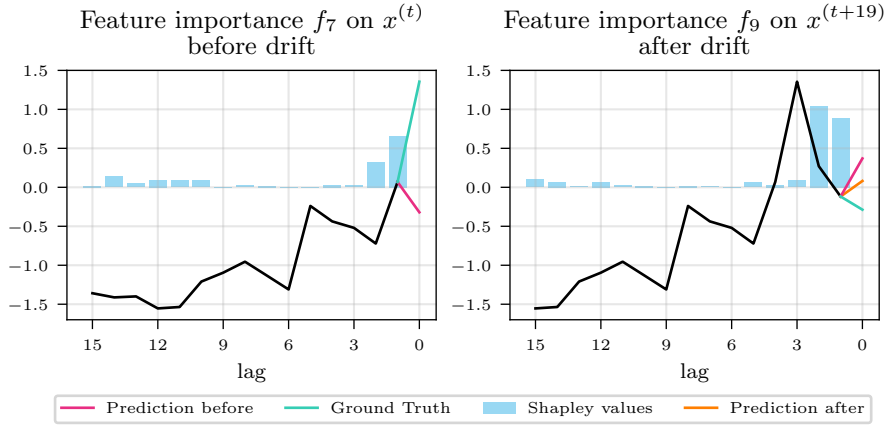 Feature importance f₇ on x⁽ᵗ⁾
before drift
1.5
1.0
0.5
0.0
−0.5
−1.0
−1.5
15 12 9 6 3 0
lag
Feature importance f₉ on x⁽ᵗ⁺¹⁹⁾
after drift
1.5
1.0
0.5
0.0
−0.5
−1.0
−1.5
15 12 9 6 3 0
lag
Prediction before Ground Truth Shapley values Prediction after